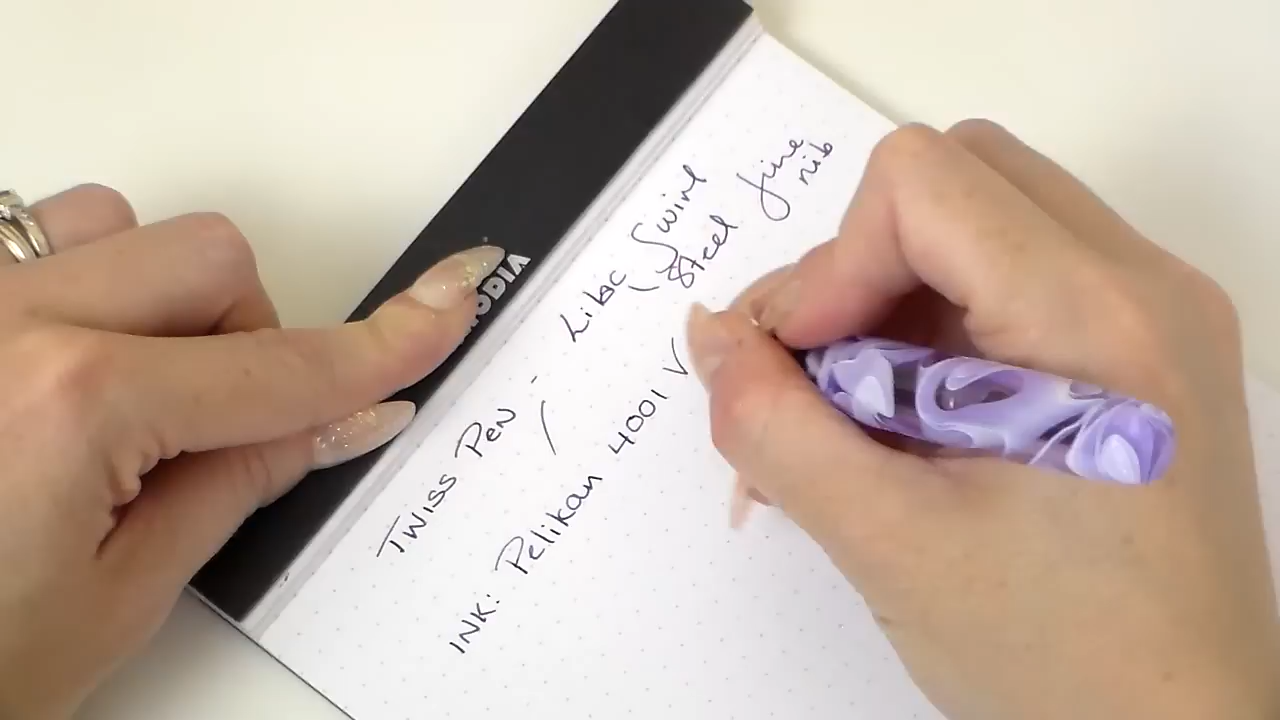 RHODIA
TWISS PEN - Lilac Swirl
Steel fine
nib
INK: Pelikan 4001 V